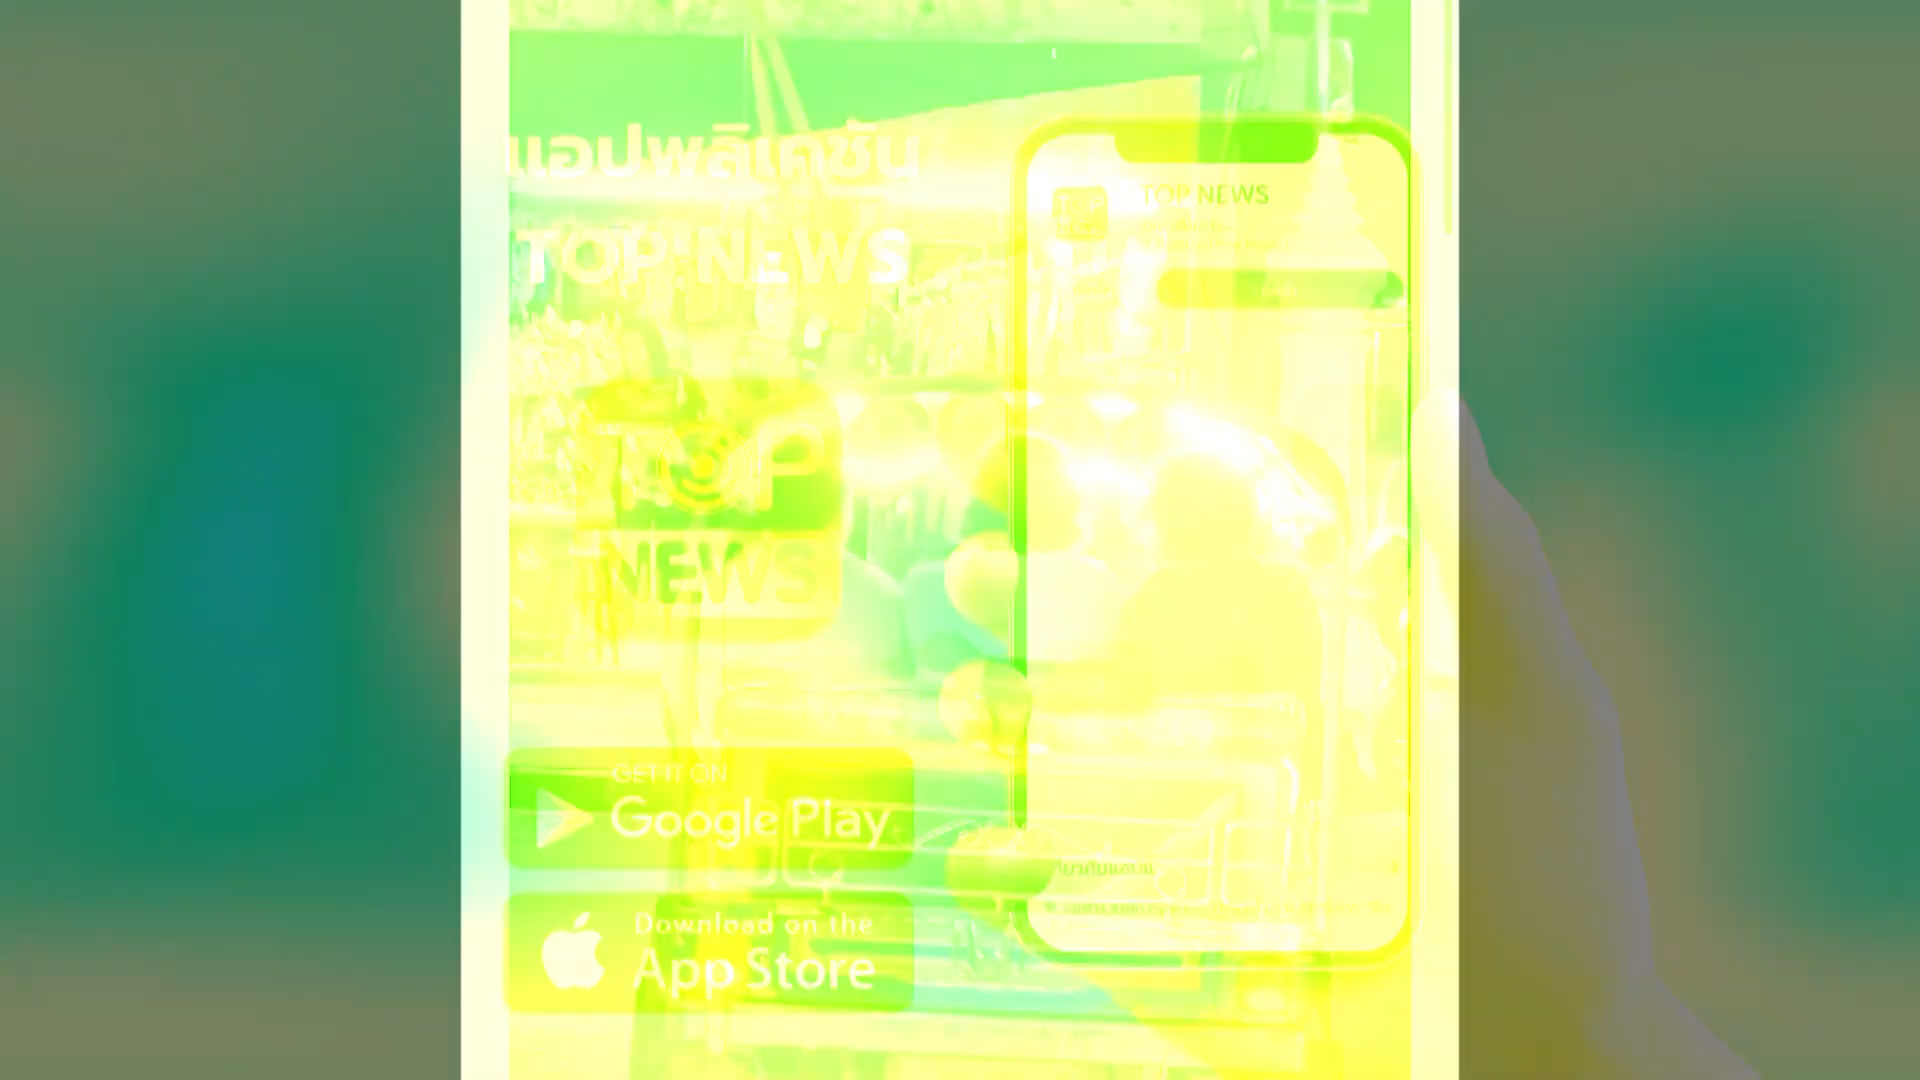 แอปพลิเคชัน
TOP NEWS
TOP
NEWS
GET IT ON
Google Play
Download on the
App Store
TOP NEWS
TOP